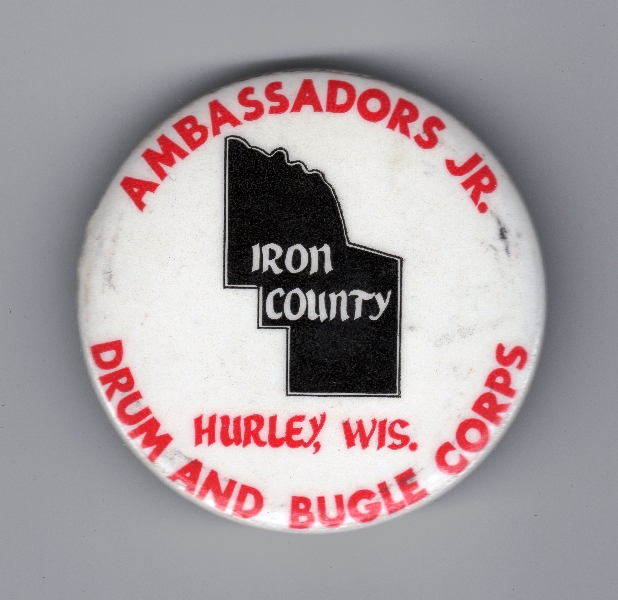 AMBASSADORS JR.
IRON
COUNTY
HURLEY, WIS.
DRUM AND BUGLE CORPS